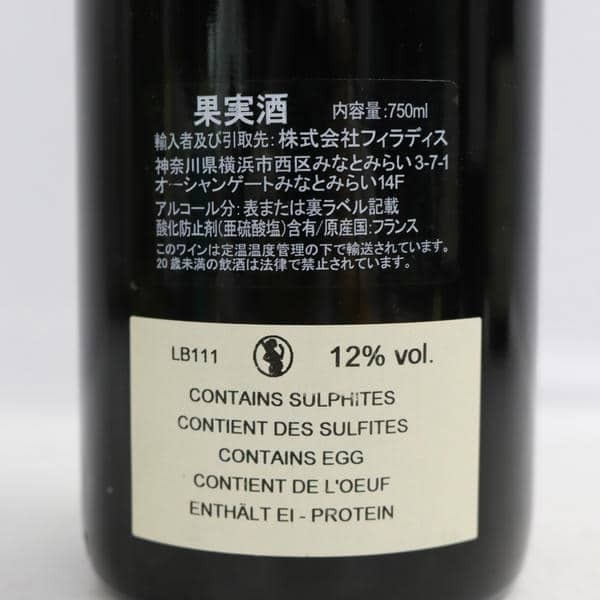 果実酒 内容量:750ml
輸入者及び引取先: 株式会社フィラディス
神奈川県横浜市西区みなとみらい3-7-1
オーシャンゲートみなとみらい14F
アルコール分: 表または裏ラベル記載
酸化防止剤(亜硫酸塩)含有/原産国:フランス
このワインは定温温度管理の下で輸送されています。
20歳未満の飲酒は法律で禁止されています。
LB111 12% vol.
CONTAINS SULPHITES
CONTIENT DES SULFITES
CONTAINS EGG
CONTIENT DE L'OEUF
ENTHÄLT EI - PROTEIN